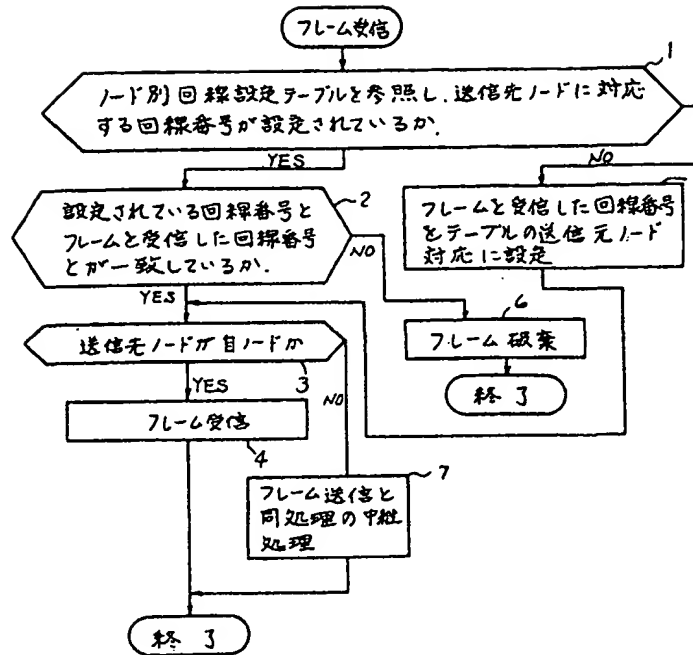 フレーム受信
1
ノード別回線設定テーブルを参照し、送信先ノードに対応
する回線番号が設定されているか.
YES
NO
2
設定されている回線番号と
フレームを受信した回線番号
とが一致しているか.
NO
YES
フレームを受信した回線番号
をテーブルの送信元ノード
対応に設定
6
フレーム破棄
終了
送信先ノードが自ノードか
3
YES
NO
フレーム受信
4
7
フレーム送信と
同処理の中継
処理
終了